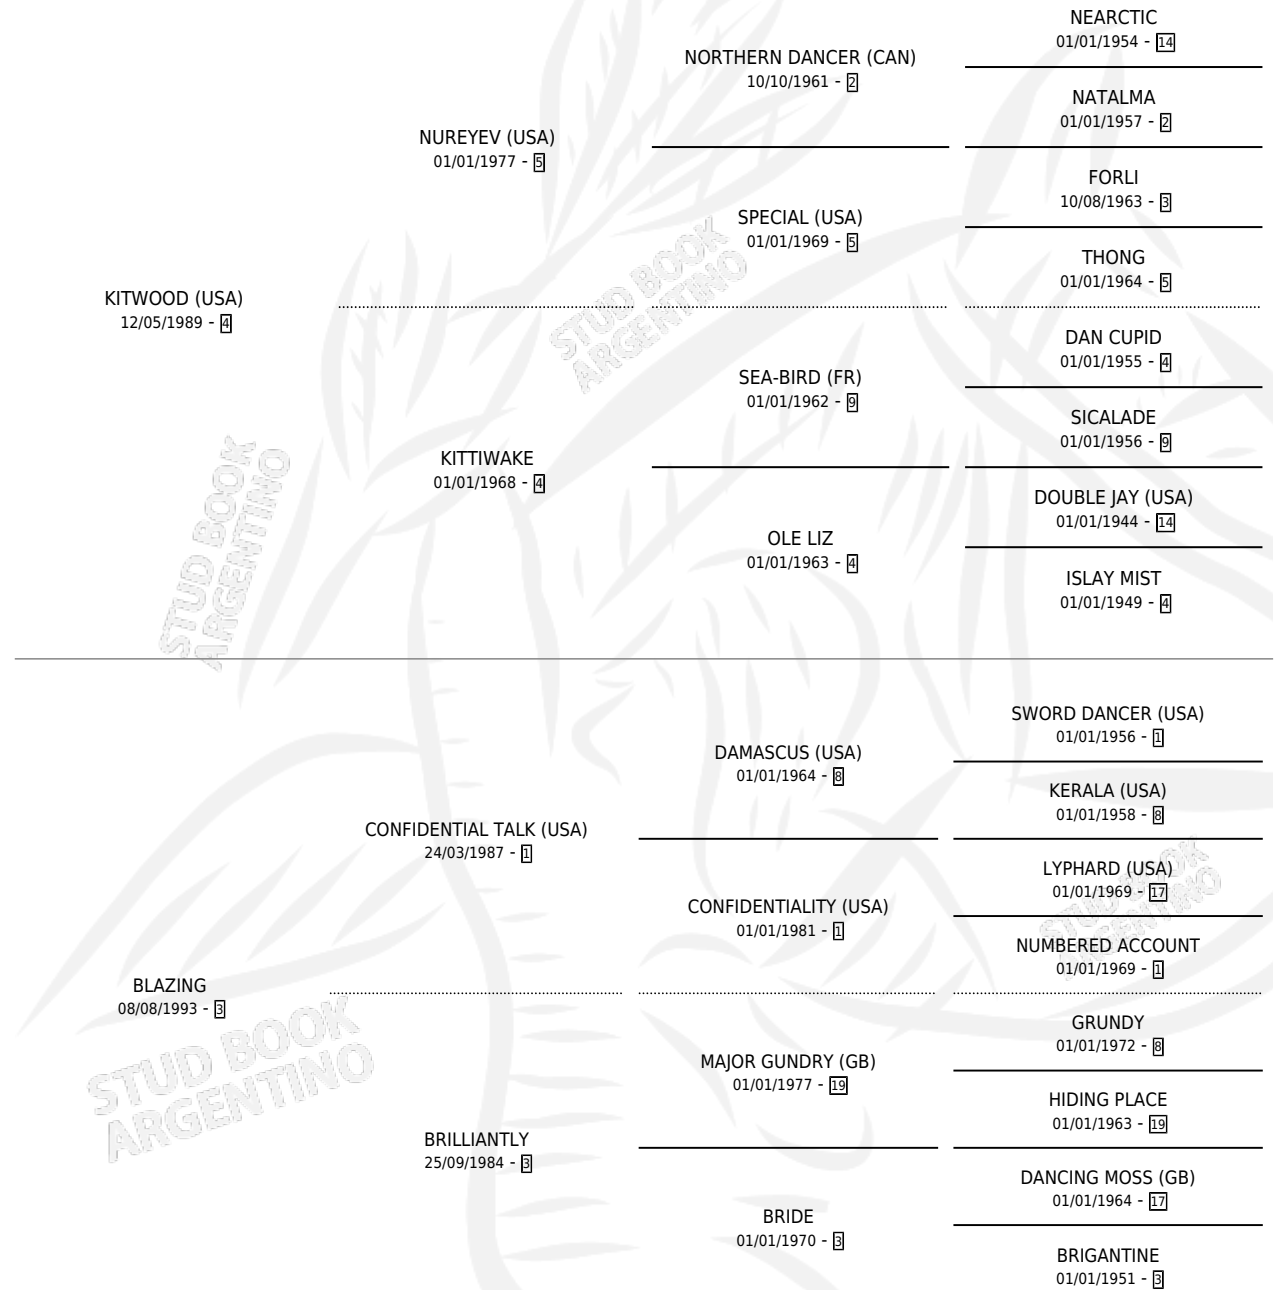 NEARCTIC
01/01/1954 - 14
NORTHERN DANCER (CAN)
10/10/1961 - 2
NATALMA
01/01/1957 - 2
NUREYEV (USA)
01/01/1977 - 5
FORLI
10/08/1963 - 3
SPECIAL (USA)
01/01/1969 - 5
THONG
01/01/1964 - 5
KITWOOD (USA)
12/05/1989 - 4
STUD BOOK
ARGENTINO
DAN CUPID
01/01/1955 - 4
SEA-BIRD (FR)
01/01/1962 - 9
SICALADE
01/01/1956 - 9
KITTIWAKE
01/01/1968 - 4
DOUBLE JAY (USA)
01/01/1944 - 14
OLE LIZ
01/01/1963 - 4
ISLAY MIST
01/01/1949 - 4
STUD BOOK
ARGENTINO
SWORD DANCER (USA)
01/01/1956 - 1
DAMASCUS (USA)
01/01/1964 - 8
KERALA (USA)
01/01/1958 - 8
CONFIDENTIAL TALK (USA)
24/03/1987 - 1
LYPHARD (USA)
01/01/1969 - 17
CONFIDENTIALITY (USA)
01/01/1981 - 1
NUMBERED ACCOUNT
01/01/1969 - 1
STUD BOOK
ARGENTINO
BLAZING
08/08/1993 - 3
GRUNDY
01/01/1972 - 8
MAJOR GUNDRY (GB)
01/01/1977 - 19
HIDING PLACE
01/01/1963 - 19
STUD BOOK
ARGENTINO
BRILLIANTLY
25/09/1984 - 3
DANCING MOSS (GB)
01/01/1964 - 17
BRIDE
01/01/1970 - 3
BRIGANTINE
01/01/1951 - 3